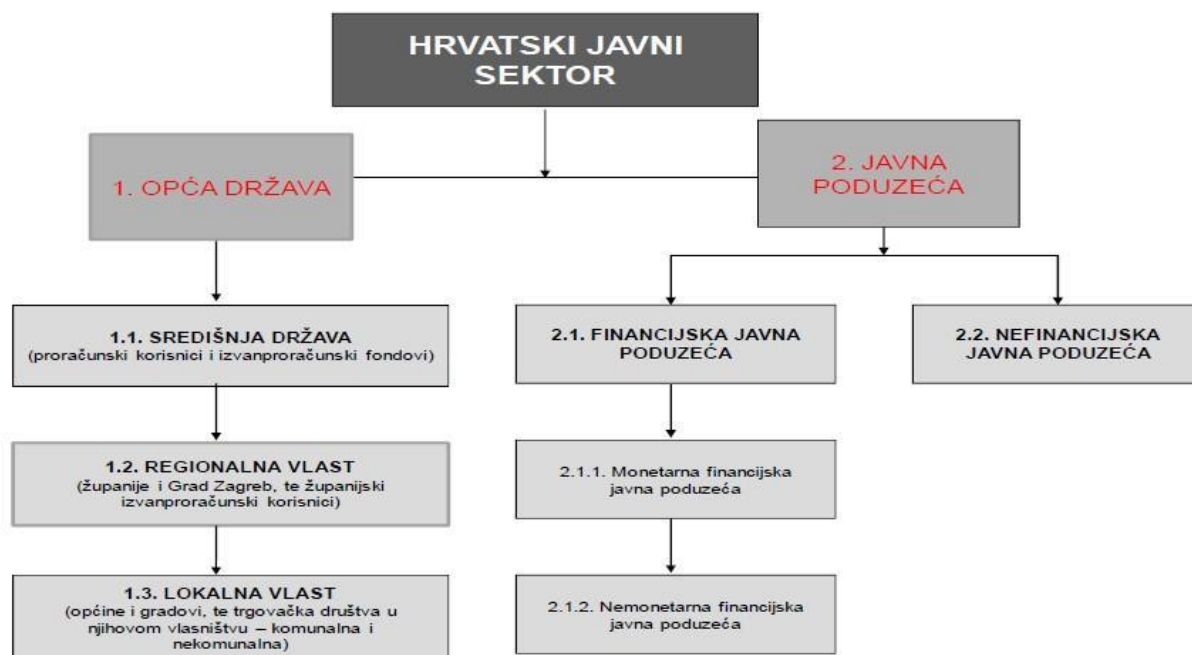 HRVATSKI JAVNI
SEKTOR
1. OPĆA DRŽAVA
2. JAVNA
PODUZEĆA
1.1. SREDIŠNJA DRŽAVA
(proračunski korisnici i izvanproračunski fondovi)
2.1. FINANCIJSKA JAVNA
PODUZEĆA
2.2. NEFINANCIJSKA
JAVNA PODUZEĆA
1.2. REGIONALNA VLAST
(županije i Grad Zagreb, te županijski
izvanproračunski korisnici)
2.1.1. Monetarna financijska
javna poduzeća
1.3. LOKALNA VLAST
(općine i gradovi, te trgovačka društva u
njihovom vlasništvu – komunalna i
nekomunalna)
2.1.2. Nemonetarna financijska
javna poduzeća